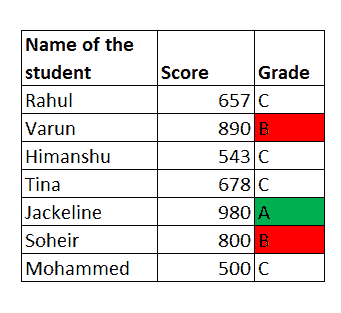 Name of the
student Score Grade
Rahul 657 C
Varun 890 B
Himanshu 543 C
Tina 678 C
Jackeline 980 A
Soheir 800 B
Mohammed 500 C